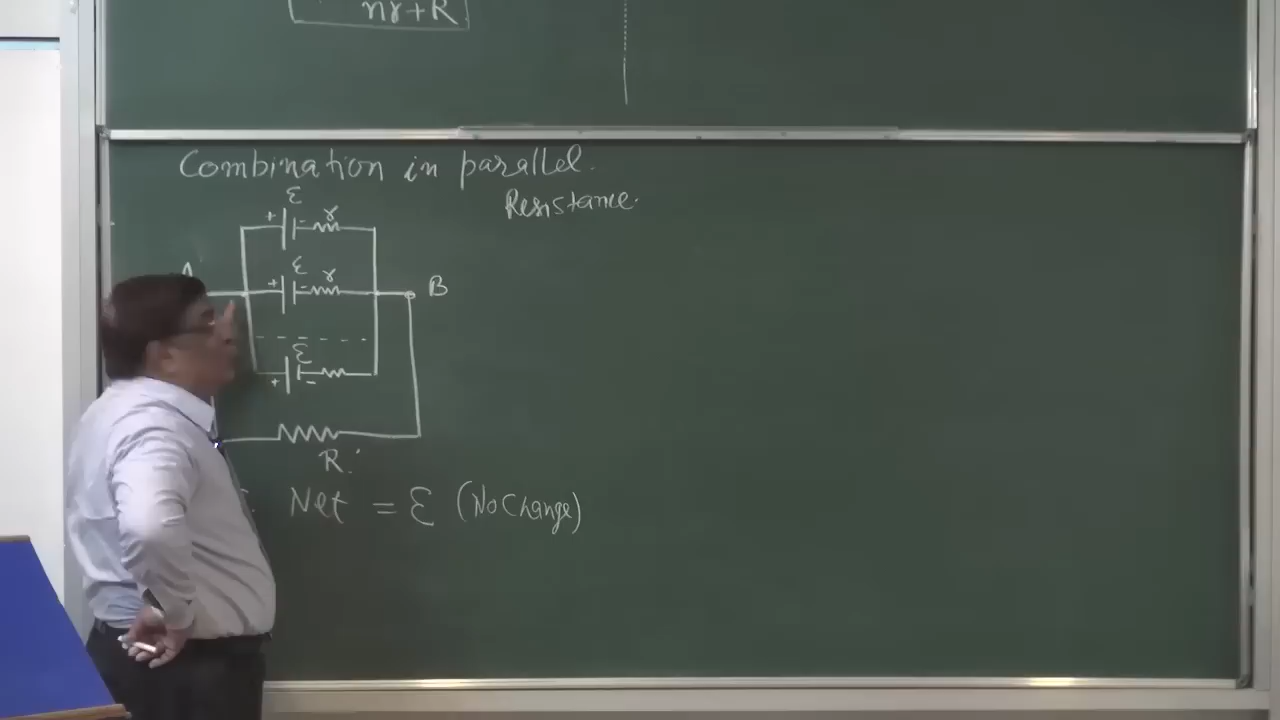 nr+R
Combination in parallel.
Resistance.
ε
+ - r
A
ε
+ - r
B
ε
+ -
R.
Net = ε (No Change)